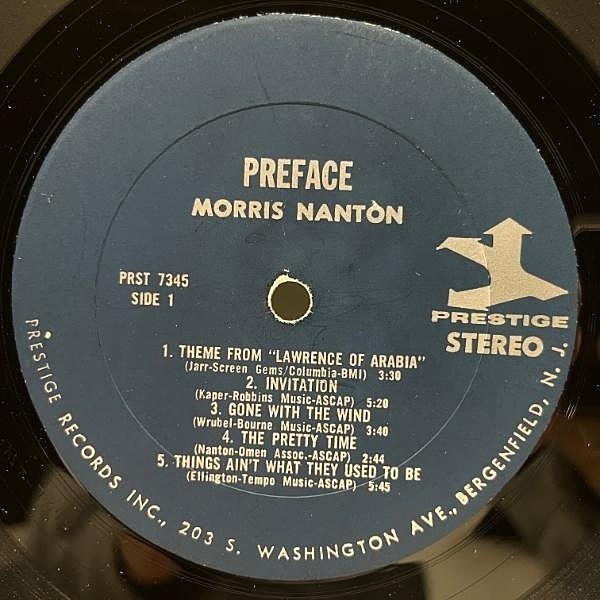 PREFACE
MORRIS NANTON
PRST 7345
SIDE 1
PRESTIGE
STEREO
1. THEME FROM "LAWRENCE OF ARABIA"
(Jarr-Screen Gems/Columbia-BMI) 3:30
2. INVITATION
(Kaper-Robbins Music-ASCAP) 5:20
3. GONE WITH THE WIND
(Wrubel-Bourne Music-ASCAP) 3:40
4. THE PRETTY TIME
(Nanton-Omen Assoc.-ASCAP) 2:44
5. THINGS AIN'T WHAT THEY USED TO BE
(Ellington-Tempo Music-ASCAP) 5:45
PRESTIGE RECORDS INC., 203 S. WASHINGTON AVE., BERGENFIELD, N. J.